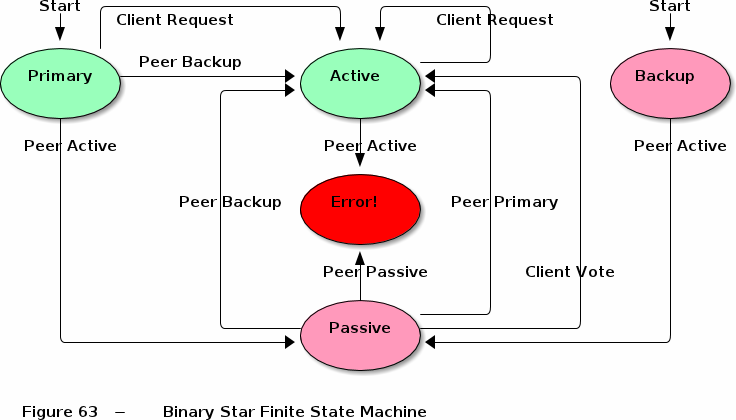 Start
Start
Client Request
Client Request
Peer Backup
Primary
Active
Backup
Peer Active
Peer Active
Peer Active
Peer Backup
Error!
Peer Primary
Peer Passive
Client Vote
Passive
Figure 63 – Binary Star Finite State Machine